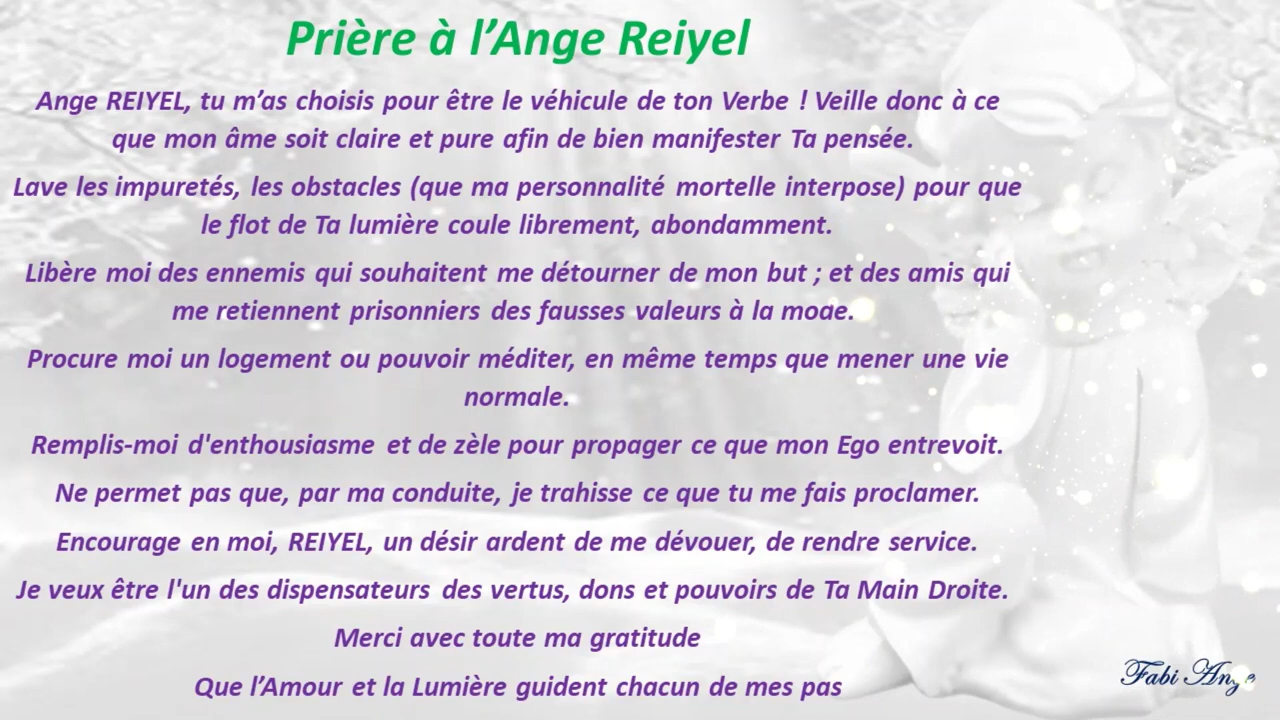 Prière à l’Ange Reiyel
Ange REIYEL, tu m’as choisis pour être le véhicule de ton Verbe ! Veille donc à ce
que mon âme soit claire et pure afin de bien manifester Ta pensée.
Lave les impuretés, les obstacles (que ma personnalité mortelle interpose) pour que
le flot de Ta lumière coule librement, abondamment.
Libère moi des ennemis qui souhaitent me détourner de mon but ; et des amis qui
me retiennent prisonniers des fausses valeurs à la mode.
Procure moi un logement ou pouvoir méditer, en même temps que mener une vie
normale.
Remplis-moi d'enthousiasme et de zèle pour propager ce que mon Ego entrevoit.
Ne permet pas que, par ma conduite, je trahisse ce que tu me fais proclamer.
Encourage en moi, REIYEL, un désir ardent de me dévouer, de rendre service.
Je veux être l'un des dispensateurs des vertus, dons et pouvoirs de Ta Main Droite.
Merci avec toute ma gratitude
Que l’Amour et la Lumière guident chacun de mes pas
Fabi Ange